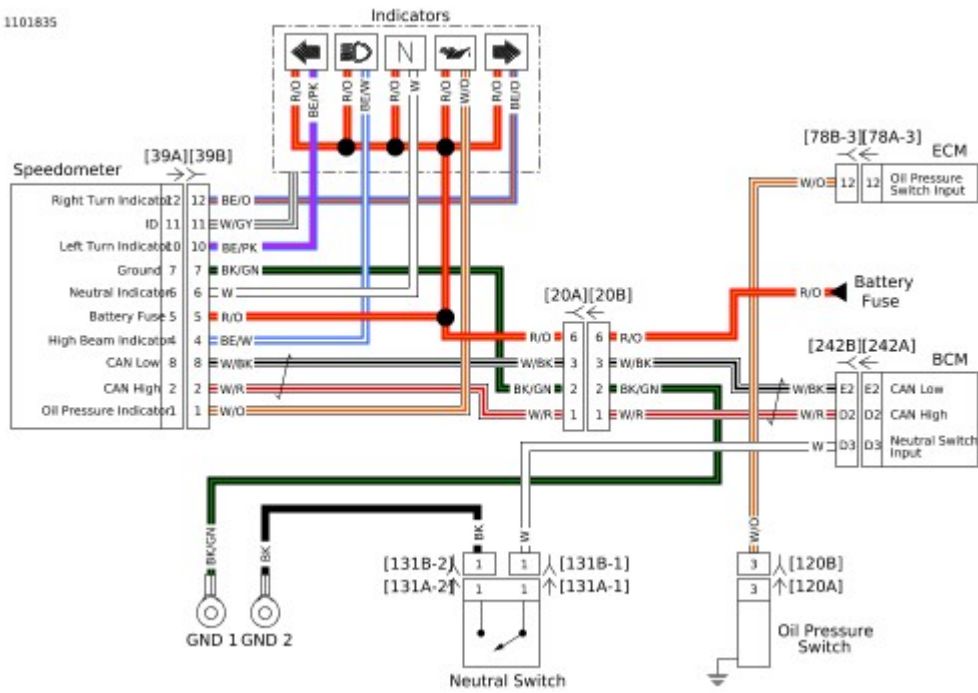 1101835
Indicators
N
R/O
BE/PK
R/O
BE/W
R/O
W
R/O
W/O
R/O
BE/O
[39A][39B]
Speedometer
Right Turn Indicator 12 12 BE/O
ID 11 11 W/GY
Left Turn Indicator 10 10 BE/PK
Ground 7 7 BK/GN
Neutral Indicator 6 6 W
Battery Fuse 5 5 R/O
High Beam Indicator 4 4 BE/W
CAN Low 8 8 W/BK
CAN High 2 2 W/R
Oil Pressure Indicator 1 1 W/O
[20A][20B]
R/O 6 6 R/O
W/BK 3 3 W/BK
BK/GN 2 2 BK/GN
W/R 1 1 W/R
[78B-3][78A-3]
ECM
W/O 12 12 Oil Pressure
Switch Input
R/O
Battery
Fuse
[242B][242A]
BCM
W/BK E2 E2 CAN Low
W/R D2 D2 CAN High
W D3 D3 Neutral Switch
Input
BK/GN
GND 1
BK
GND 2
BK
W
[131B-2] 1 1 [131B-1]
[131A-2] 1 1 [131A-1]
Neutral Switch
W/O
3 [120B]
3 [120A]
Oil Pressure
Switch